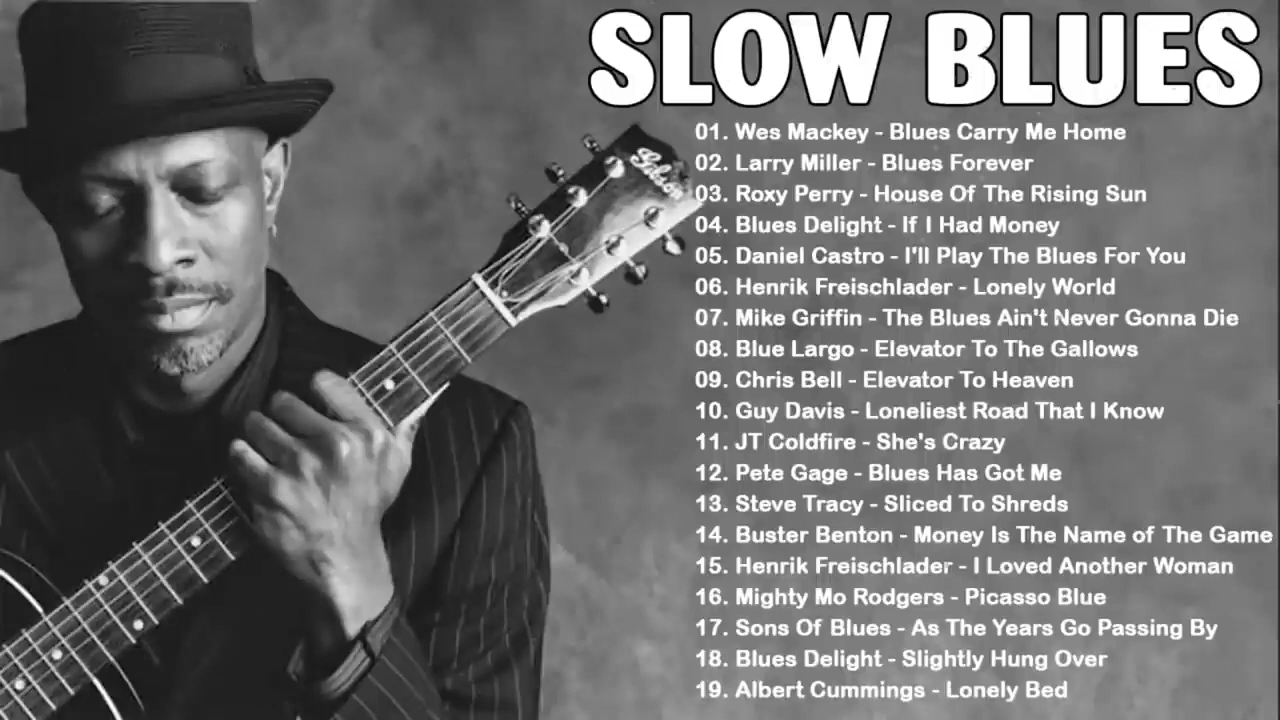 SLOW BLUES
Gibson
01. Wes Mackey - Blues Carry Me Home
02. Larry Miller - Blues Forever
03. Roxy Perry - House Of The Rising Sun
04. Blues Delight - If I Had Money
05. Daniel Castro - I'll Play The Blues For You
06. Henrik Freischlader - Lonely World
07. Mike Griffin - The Blues Ain't Never Gonna Die
08. Blue Largo - Elevator To The Gallows
09. Chris Bell - Elevator To Heaven
10. Guy Davis - Loneliest Road That I Know
11. JT Coldfire - She's Crazy
12. Pete Gage - Blues Has Got Me
13. Steve Tracy - Sliced To Shreds
14. Buster Benton - Money Is The Name of The Game
15. Henrik Freischlader - I Loved Another Woman
16. Mighty Mo Rodgers - Picasso Blue
17. Sons Of Blues - As The Years Go Passing By
18. Blues Delight - Slightly Hung Over
19. Albert Cummings - Lonely Bed